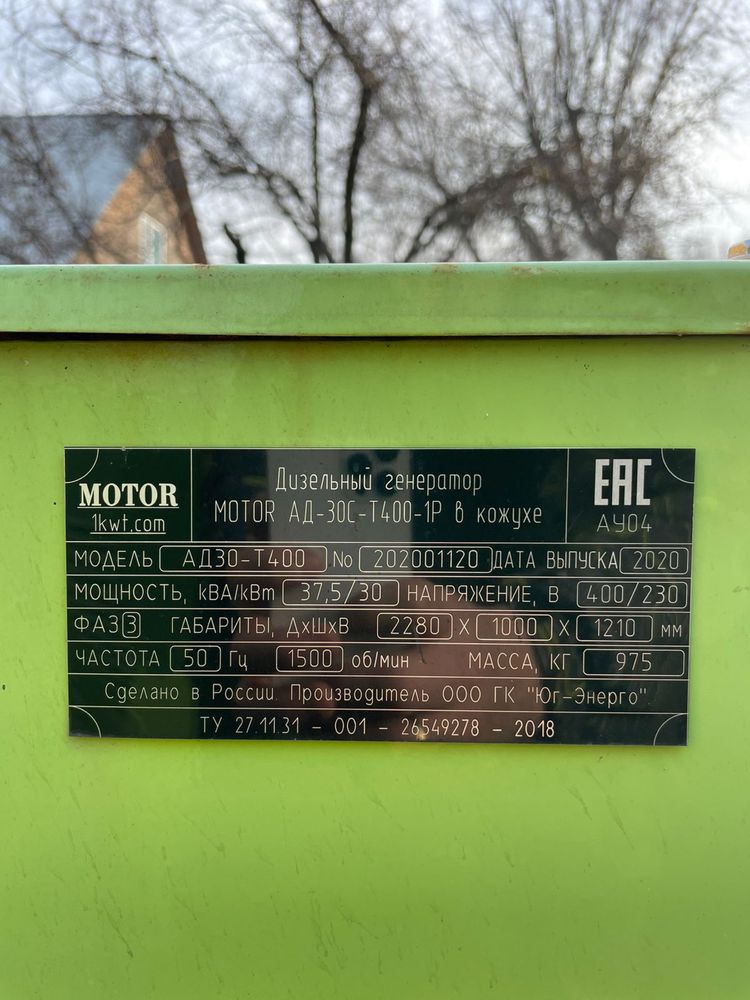 MOTOR
1kwt.com
Дизельный генератор
MOTOR АД-30С-Т400-1Р в кожухе
EAC
АУ04
МОДЕЛЬ АД30-Т400 No 202001120 ДАТА ВЫПУСКА 2020
МОЩНОСТЬ, kВА/kВт 37,5/30 НАПРЯЖЕНИЕ, В 400/230
ФАЗ 3 ГАБАРИТЫ, ДхШхВ 2280 X 1000 X 1210 мм
ЧАСТОТА 50 Гц 1500 об/мин МАССА, КГ 975
Сделано в России. Производитель ООО ГК "Юг-Энерго".
ТУ 27.11.31 - 001 - 26549278 - 2018